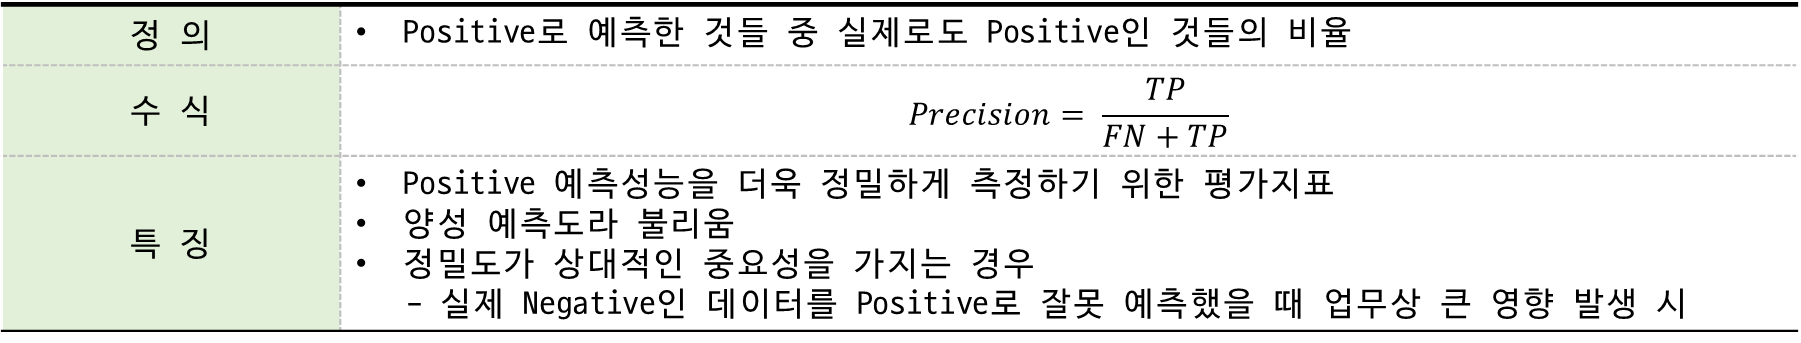 정 의
• Positive로 예측한 것들 중 실제로도 Positive인 것들의 비율
수 식
Precision = TP / (FN + TP)
특 징
• Positive 예측성능을 더욱 정밀하게 측정하기 위한 평가지표
• 양성 예측도라 불리움
• 정밀도가 상대적인 중요성을 가지는 경우
– 실제 Negative인 데이터를 Positive로 잘못 예측했을 때 업무상 큰 영향 발생 시